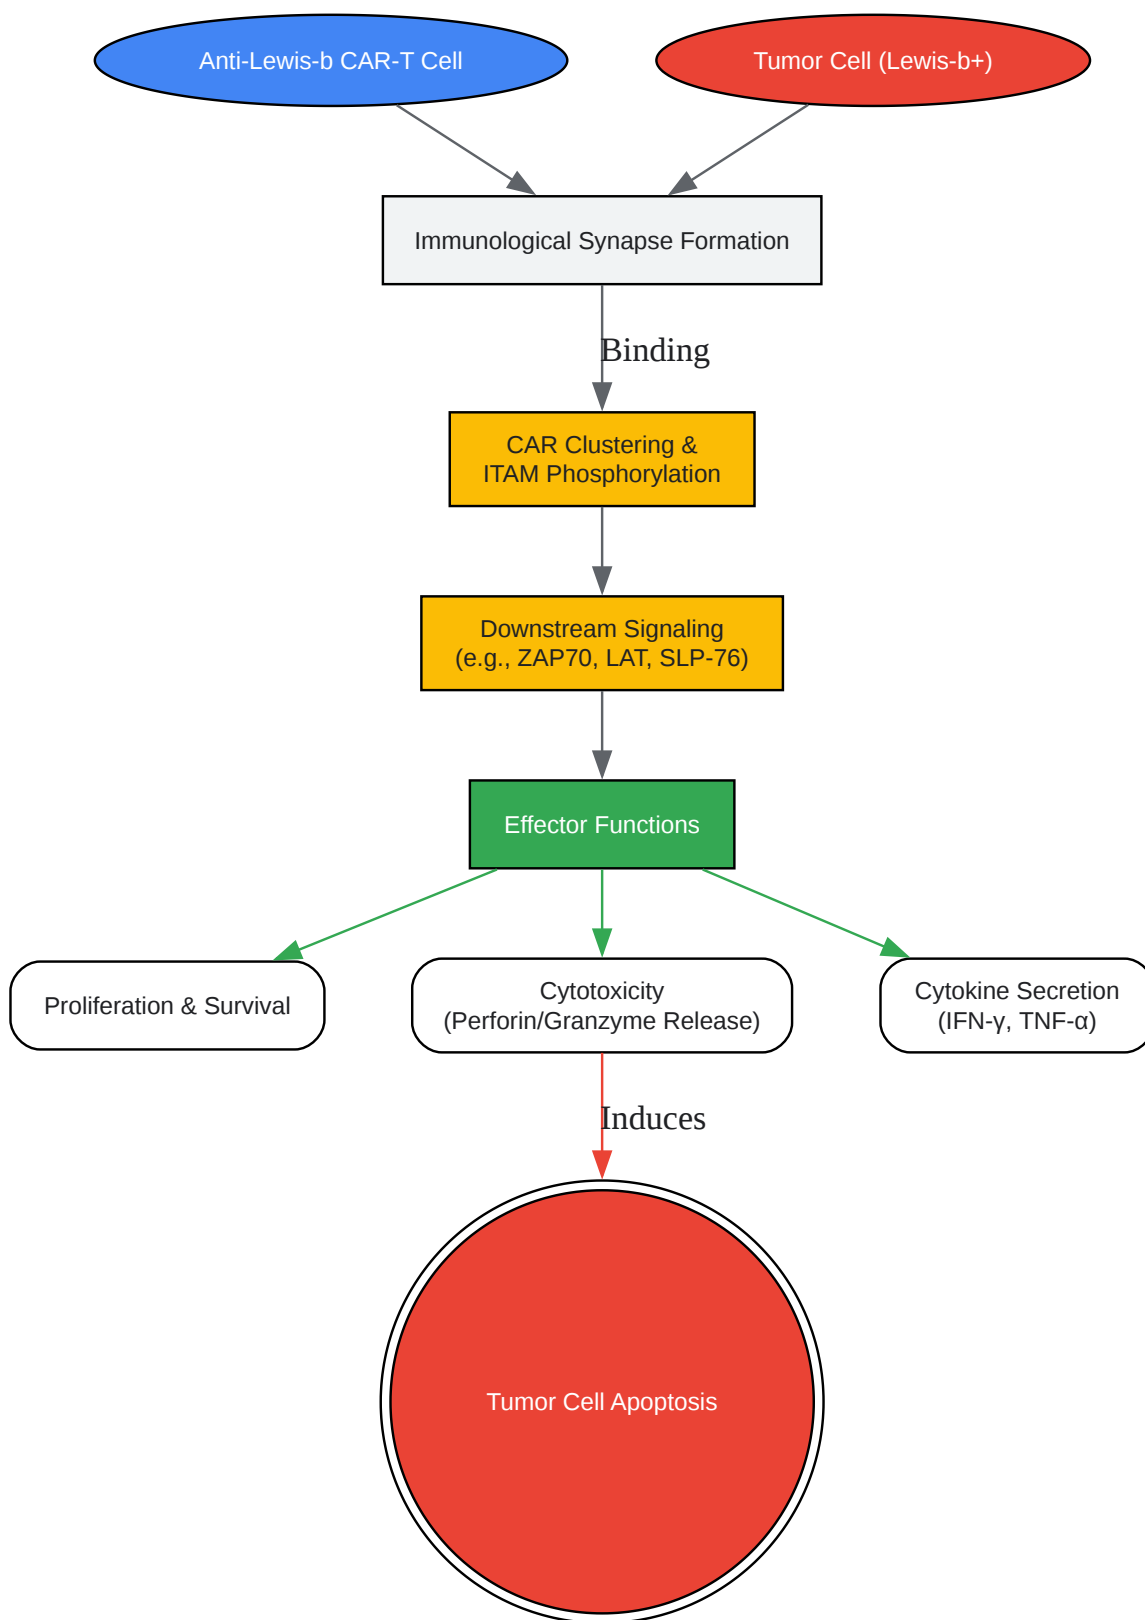 Anti-Lewis-b CAR-T Cell
Tumor Cell (Lewis-b+)
Immunological Synapse Formation
Binding
CAR Clustering &
ITAM Phosphorylation
Downstream Signaling
(e.g., ZAP70, LAT, SLP-76)
Effector Functions
Proliferation & Survival
Cytotoxicity
(Perforin/Granzyme Release)
Cytokine Secretion
(IFN-γ, TNF-α)
Induces
Tumor Cell Apoptosis